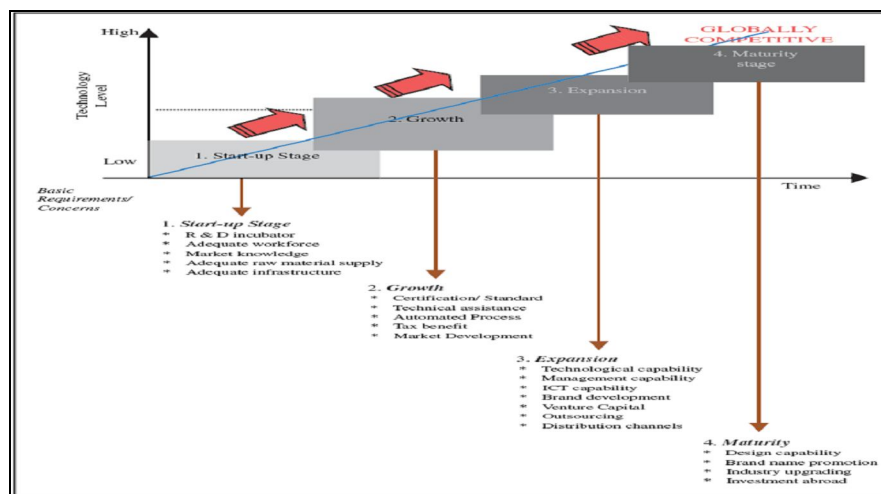 GLOBALLY
COMPETITIVE
High
4. Maturity
stage
Technology
Level
3. Expansion
2. Growth
1. Start-up Stage
Low
Time
Basic
Requirements/
Concerns
1. Start-up Stage
* R & D incubator
* Adequate workforce
* Market knowledge
* Adequate raw material supply
* Adequate infrastructure
2. Growth
* Certification/ Standard
* Technical assistance
* Automated Process
* Tax benefit
* Market Development
3. Expansion
* Technological capability
* Management capability
* ICT capability
* Brand development
* Venture Capital
* Outsourcing
* Distribution channels
4. Maturity
* Design capability
* Brand name promotion
* Industry upgrading
* Investment abroad